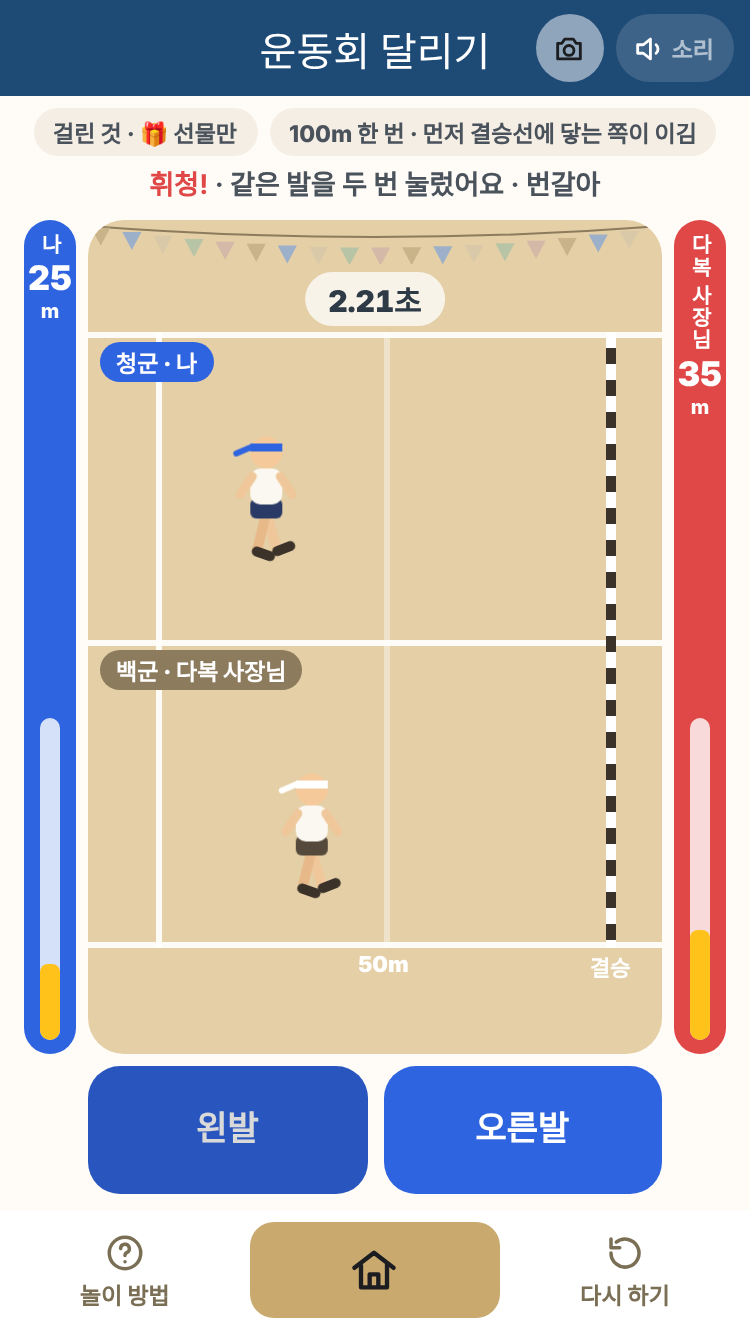 운동회 달리기
소리
걸린 것 · 🎁 선물만
100m 한 번 · 먼저 결승선에 닿는 쪽이 이김
휘청! · 같은 발을 두 번 눌렀어요 · 번갈아
나
25
m
다복 사장님
35
m
2.21초
청군 · 나
백군 · 다복 사장님
50m
결승
왼발
오른발
놀이 방법
다시 하기